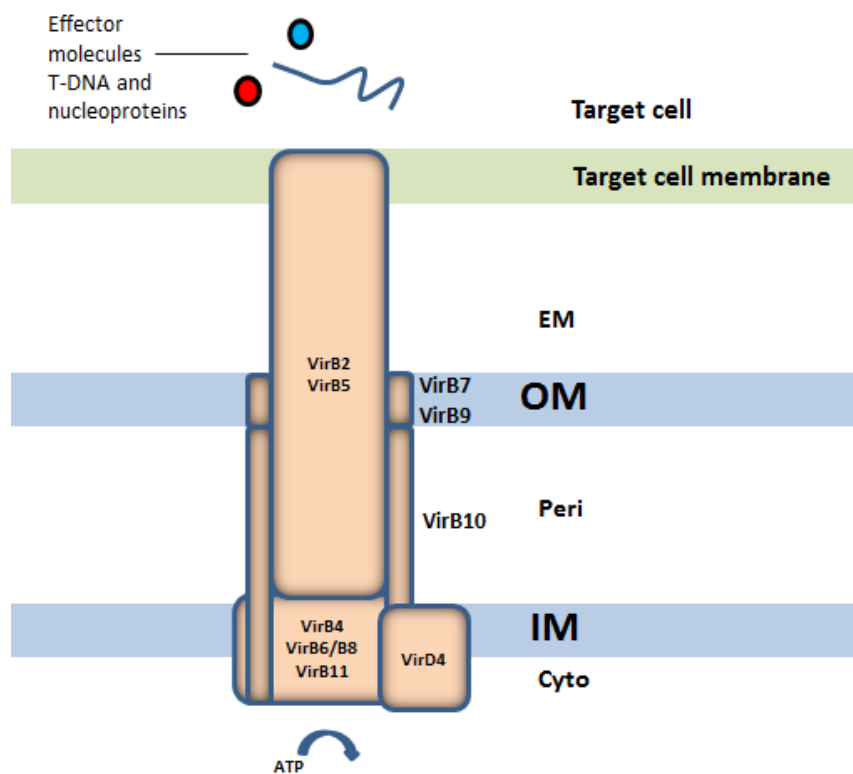 Effector
molecules
T-DNA and
nucleoproteins
Target cell
Target cell membrane
EM
VirB2
VirB5
VirB7
VirB9
OM
VirB10
Peri
VirB4
VirB6/B8
VirB11
VirD4
IM
Cyto
ATP